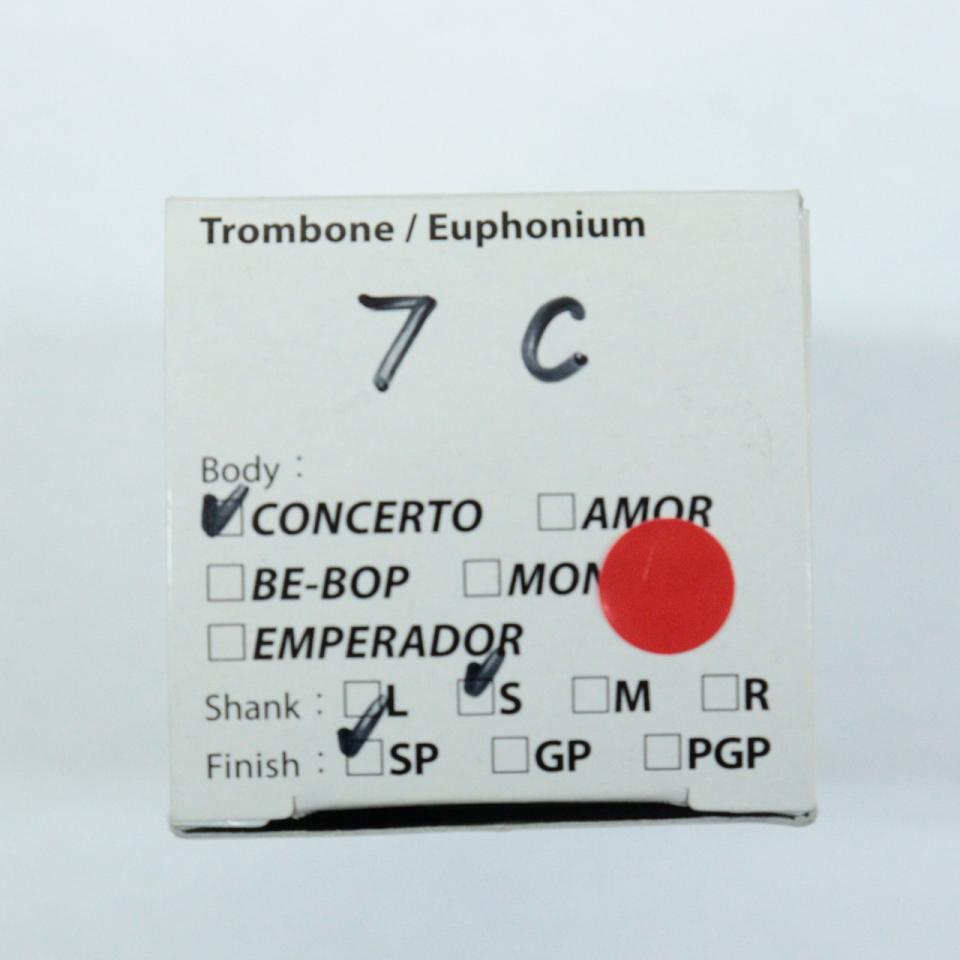 Trombone / Euphonium
7 C
Body :
CONCERTO AMOR
BE-BOP
EMPERADOR
Shank : L S M R
Finish : SP GP PGP